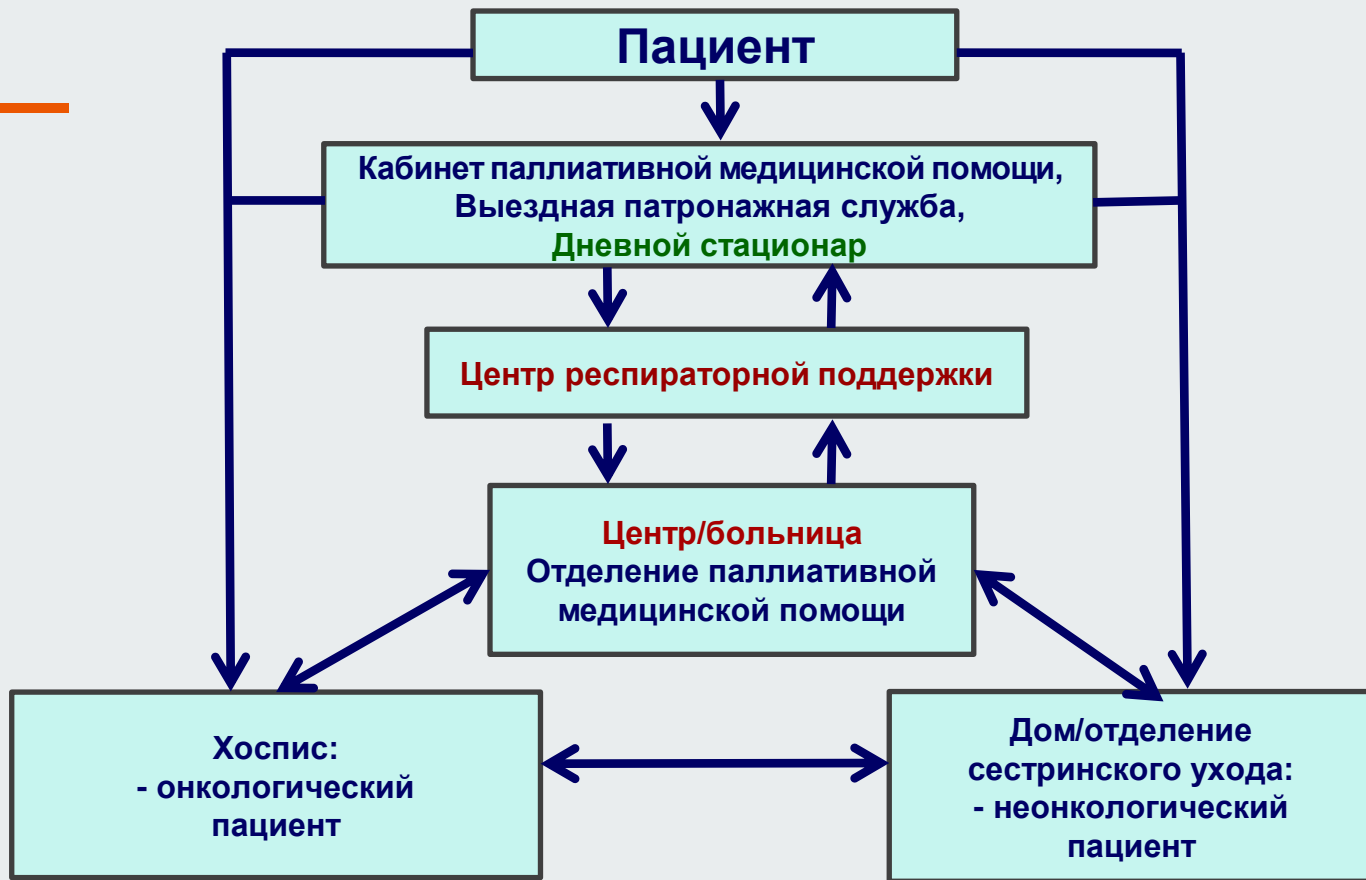 Пациент
Кабинет паллиативной медицинской помощи,
Выездная патронажная служба,
Дневной стационар
Центр респираторной поддержки
Центр/больница
Отделение паллиативной
медицинской помощи
Хоспис:
- онкологический
пациент
Дом/отделение
сестринского ухода:
- неонкологический
пациент